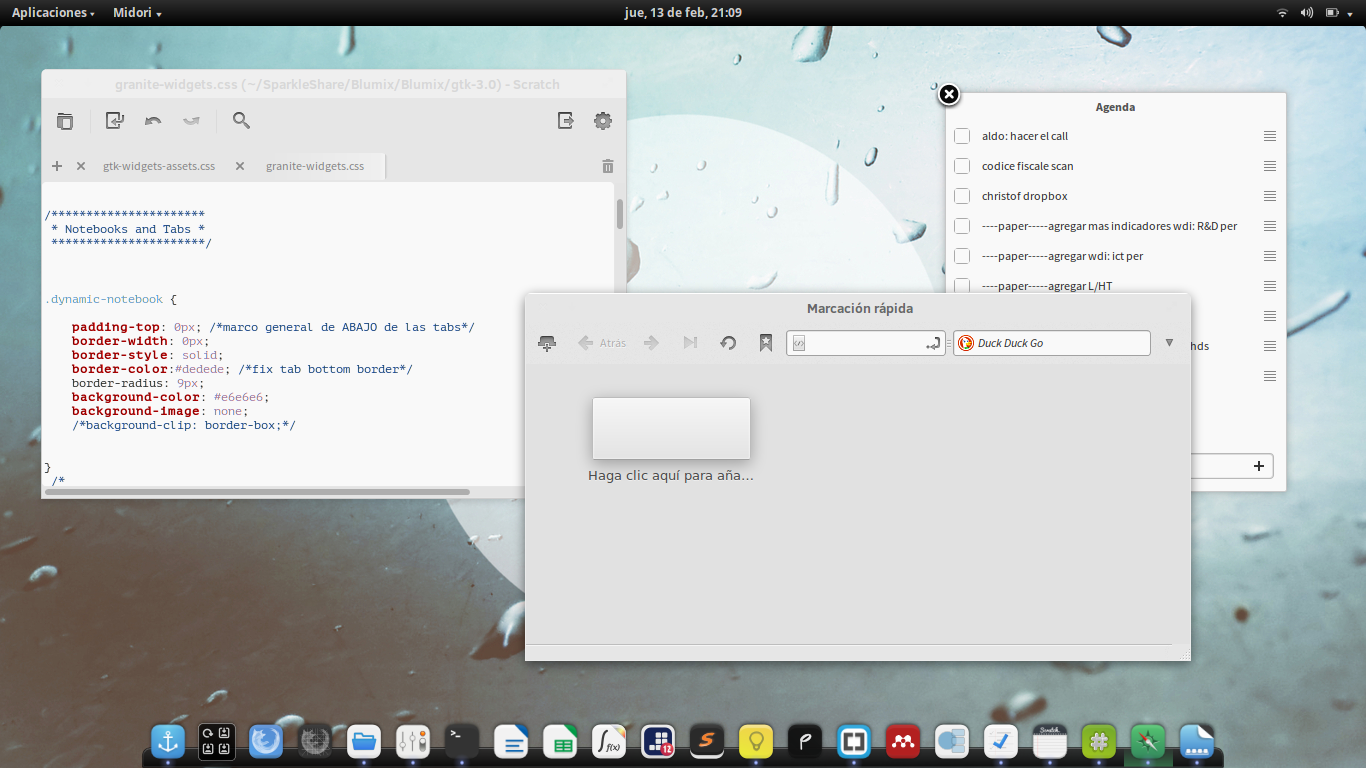 Aplicaciones
Midori
jue, 13 de feb, 21:09
granite-widgets.css (~/SparkleShare/Blumix/Blumix/gtk-3.0) - Scratch
gtk-widgets-assets.css
granite-widgets.css
/**********************
* Notebooks and Tabs *
**********************/
.dynamic-notebook {
padding-top: 0px; /*marco general de ABAJO de las tabs*/
border-width: 0px;
border-style: solid;
border-color:#dedede; /*fix tab bottom border*/
border-radius: 9px;
background-color: #e6e6e6;
background-image: none;
/*background-clip: border-box;*/
}
/*
Agenda
aldo: hacer el call
codice fiscale scan
christof dropbox
----paper-----agregar mas indicadores wdi: R&D per
----paper-----agregar wdi: ict per
----paper-----agregar L/HT
hds
Marcación rápida
Atrás
Duck Duck Go
Haga clic aquí para aña...
>_
f(x)
12
S
P
Scratch
#